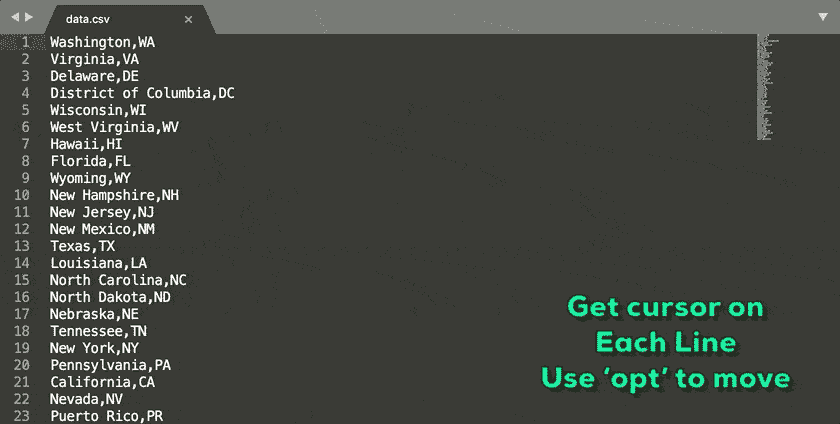 data.csv
1 Washington,WA
2 Virginia,VA
3 Delaware,DE
4 District of Columbia,DC
5 Wisconsin,WI
6 West Virginia,WV
7 Hawaii,HI
8 Florida,FL
9 Wyoming,WY
10 New Hampshire,NH
11 New Jersey,NJ
12 New Mexico,NM
13 Texas,TX
14 Louisiana,LA
15 North Carolina,NC
16 North Dakota,ND
17 Nebraska,NE
18 Tennessee,TN
19 New York,NY
20 Pennsylvania,PA
21 California,CA
22 Nevada,NV
23 Puerto Rico,PR
Get cursor on
Each Line
Use ‘opt’ to move